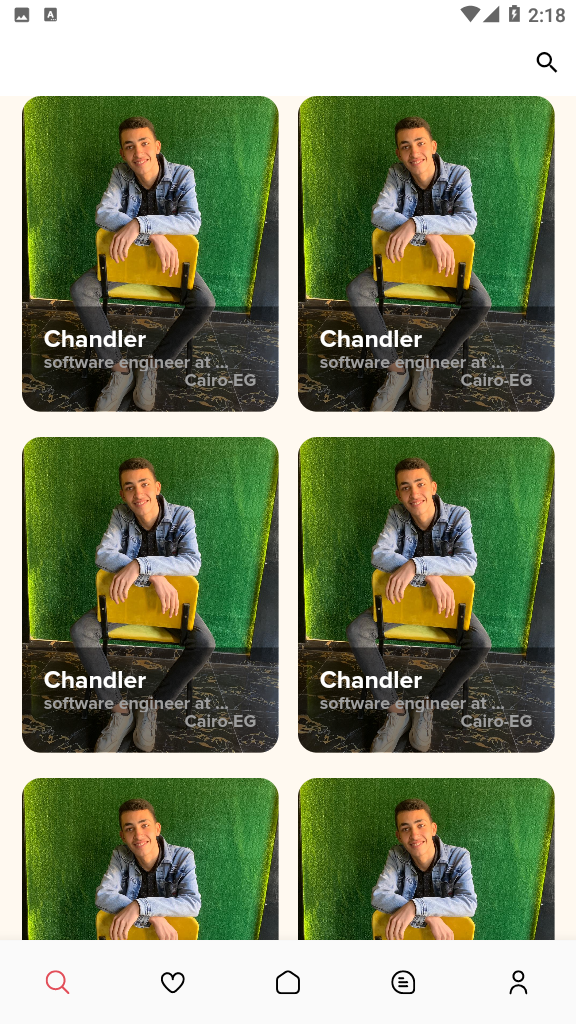 2:18
Chandler
software engineer at ...
Cairo-EG
Chandler
software engineer at ...
Cairo-EG
Chandler
software engineer at ...
Cairo-EG
Chandler
software engineer at ...
Cairo-EG